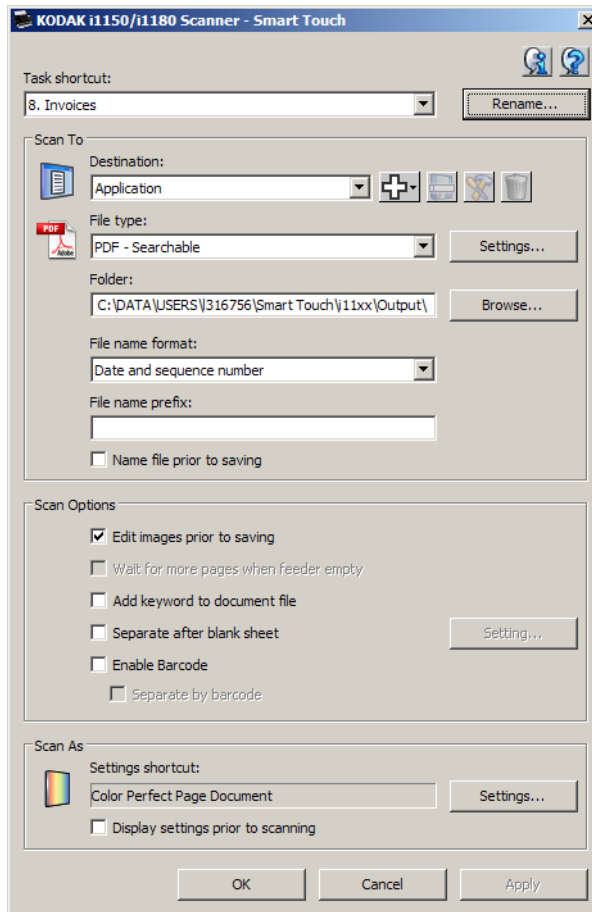 KODAK i1150/i1180 Scanner - Smart Touch
Task shortcut:
8. Invoices
Rename...
Scan To
Destination:
Application
File type:
PDF
Adobe
PDF - Searchable
Settings...
Folder:
C:\DATA\USERS\l316756\Smart Touch\i11xx\Output\
Browse...
File name format:
Date and sequence number
File name prefix:
Name file prior to saving
Scan Options
Edit images prior to saving
Wait for more pages when feeder empty
Add keyword to document file
Separate after blank sheet
Setting...
Enable Barcode
Separate by barcode
Scan As
Settings shortcut:
Color Perfect Page Document
Settings...
Display settings prior to scanning
OK
Cancel
Apply